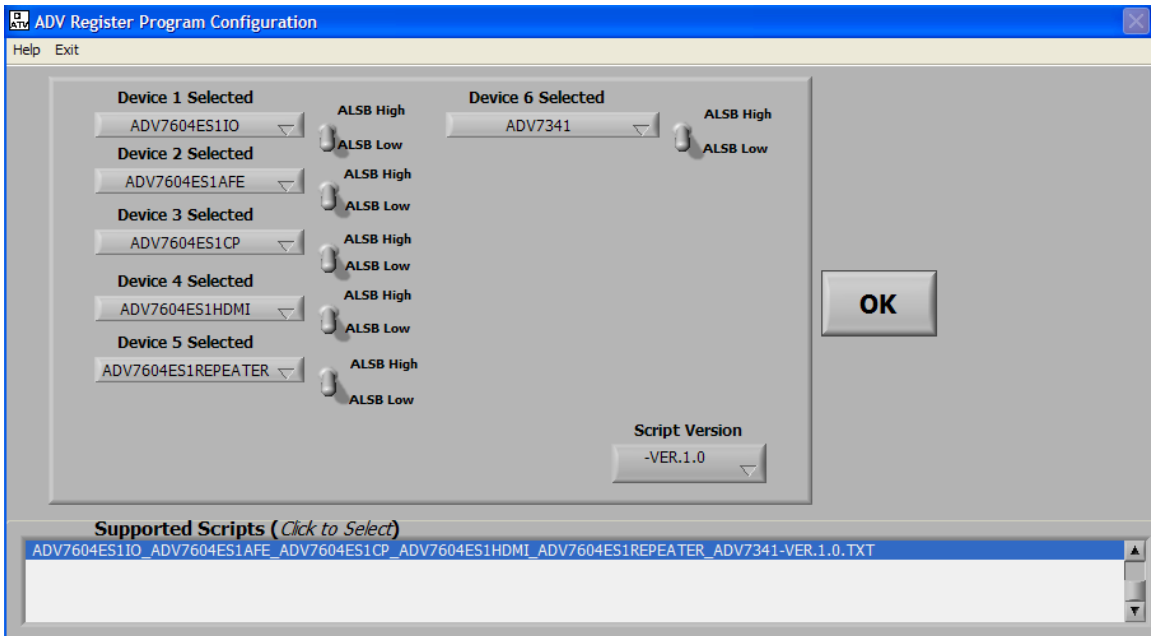 ATV ADV Register Program Configuration
Help Exit
Device 1 Selected
ADV7604ES1IO
ALSB High
ALSB Low
Device 2 Selected
ADV7604ES1AFE
ALSB High
ALSB Low
Device 3 Selected
ADV7604ES1CP
ALSB High
ALSB Low
Device 4 Selected
ADV7604ES1HDMI
ALSB High
ALSB Low
Device 5 Selected
ADV7604ES1REPEATER
ALSB High
ALSB Low
Device 6 Selected
ADV7341
ALSB High
ALSB Low
OK
Script Version
-VER.1.0
Supported Scripts (Click to Select)
ADV7604ES1IO_ADV7604ES1AFE_ADV7604ES1CP_ADV7604ES1HDMI_ADV7604ES1REPEATER_ADV7341-VER.1.0.TXT